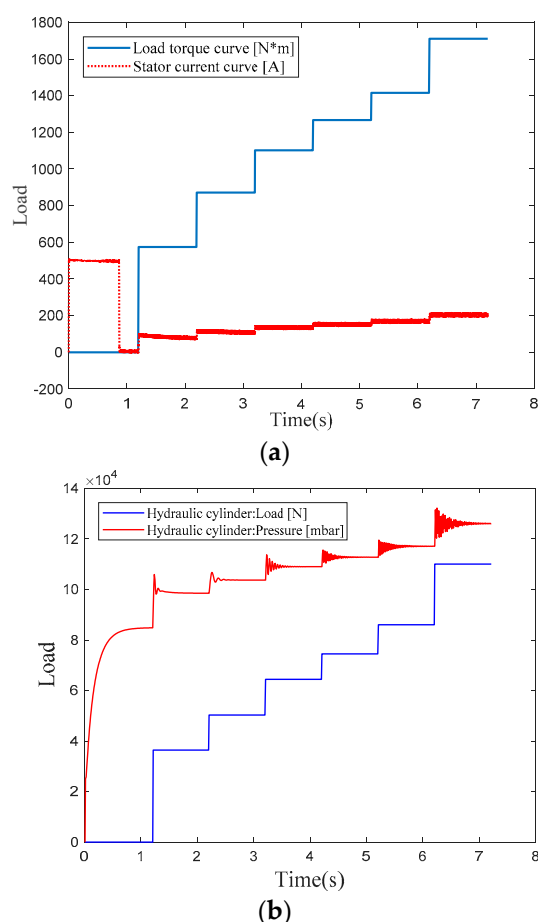 1800
1600
1400
1200
1000
800
600
400
200
0
-200
Load
Load torque curve [N*m]
Stator current curve [A]
0 1 2 3 4 5 6 7 8
Time(s)
(a)
×10^4
14
12
10
8
6
4
2
0
Load
Hydraulic cylinder:Load [N]
Hydraulic cylinder:Pressure [mbar]
0 1 2 3 4 5 6 7 8
Time(s)
(b)